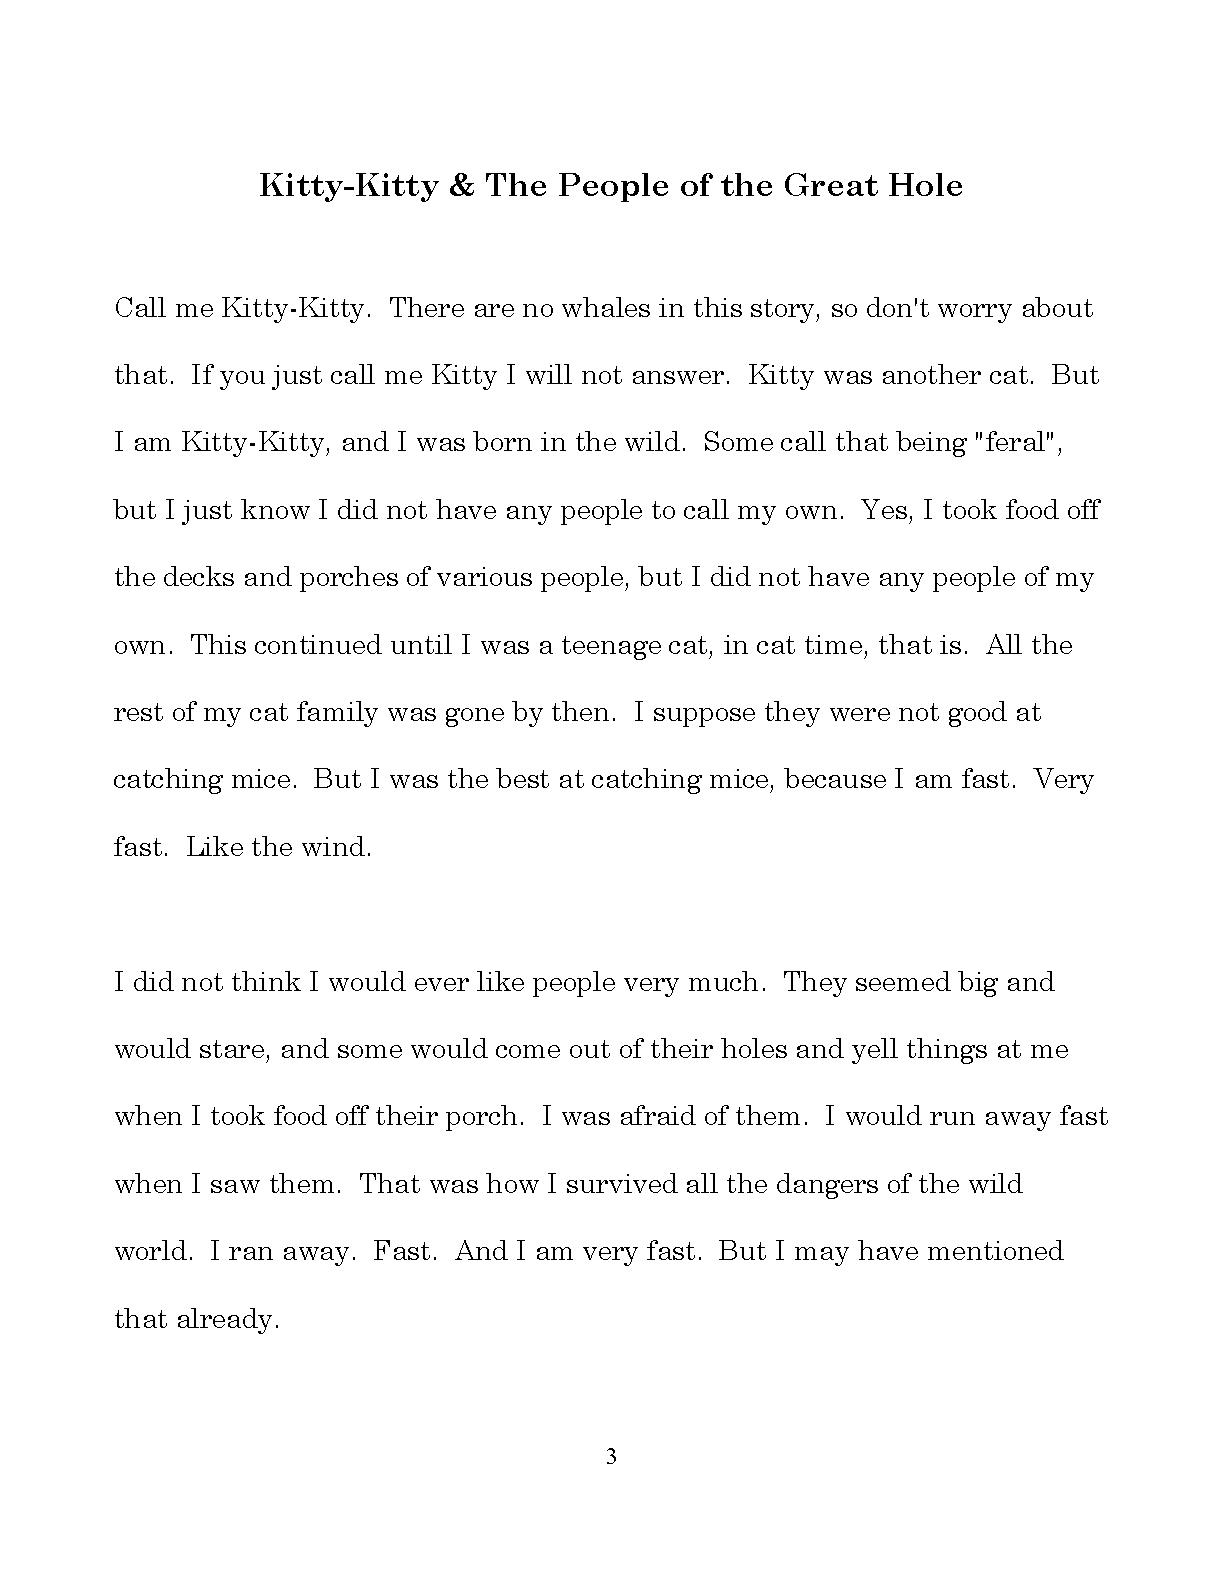 Kitty-Kitty & The People of the Great Hole
Call me Kitty-Kitty.  There are no whales in this story, so don't worry about
that.  If you just call me Kitty I will not answer.  Kitty was another cat.  But
I am Kitty-Kitty, and I was born in the wild.  Some call that being "feral",
but I just know I did not have any people to call my own.  Yes, I took food off
the decks and porches of various people, but I did not have any people of my
own.  This continued until I was a teenage cat, in cat time, that is.  All the
rest of my cat family was gone by then.  I suppose they were not good at
catching mice.  But I was the best at catching mice, because I am fast.  Very
fast.  Like the wind.
I did not think I would ever like people very much.  They seemed big and
would stare, and some would come out of their holes and yell things at me
when I took food off their porch.  I was afraid of them.  I would run away fast
when I saw them.  That was how I survived all the dangers of the wild
world.  I ran away.  Fast.  And I am very fast.  But I may have mentioned
that already.
3